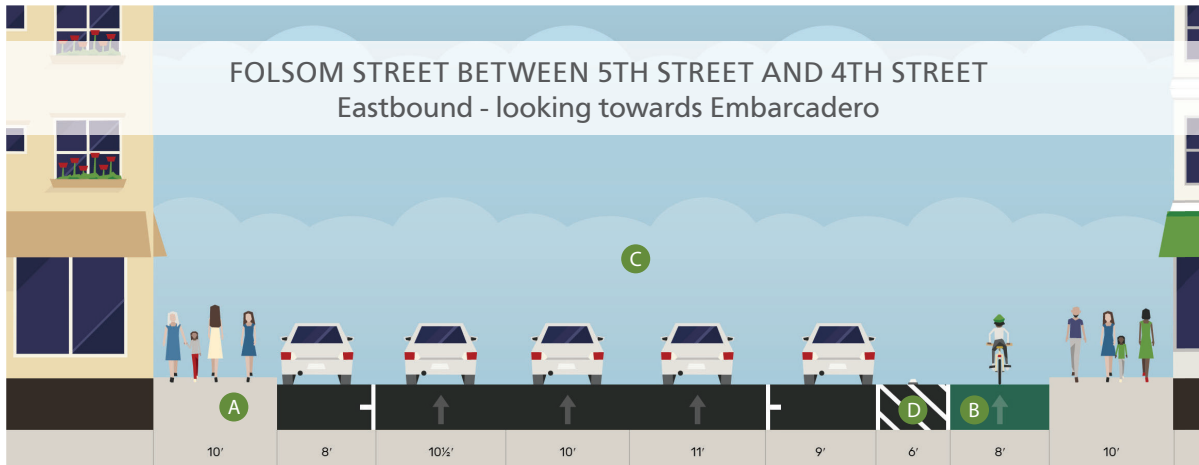 FOLSOM STREET BETWEEN 5TH STREET AND 4TH STREET
Eastbound - looking towards Embarcadero
C
A
D
B
10′ 8′ 10½′ 10′ 11′ 9′ 6′ 8′ 10′